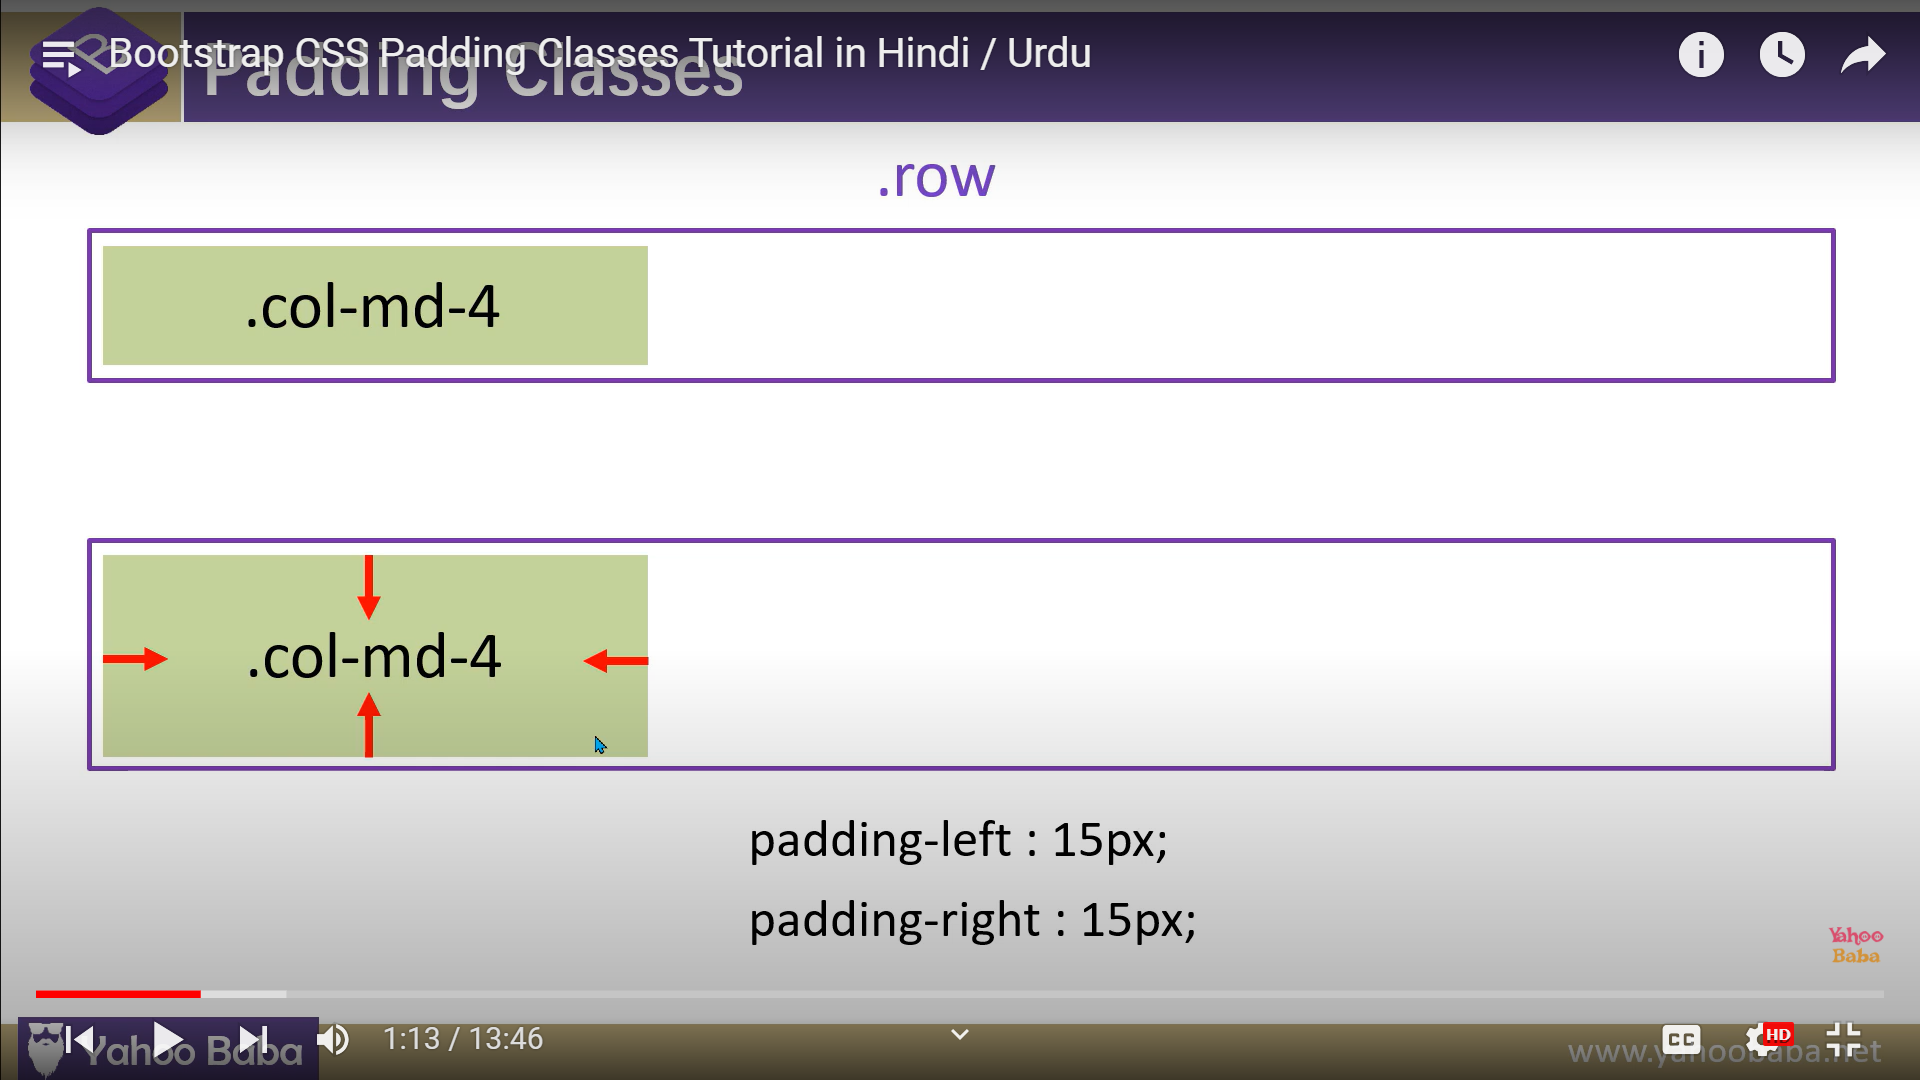 Bootstrap CSS Padding Classes Tutorial in Hindi / Urdu
Padding Classes
.row
.col-md-4
.col-md-4
padding-left : 15px;
padding-right : 15px;
Yahoo
Baba
1:13 / 13:46
CC
HD
Yahoo Baba
www.yahoobaba.net